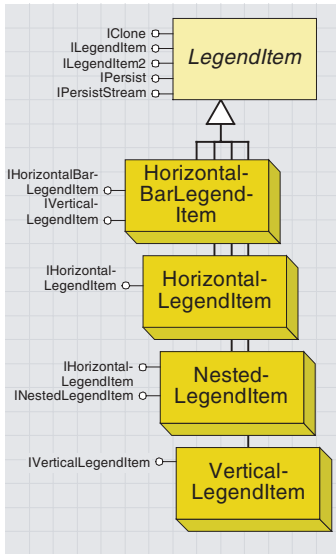 IClone
ILegendItem
ILegendItem2
IPersist
IPersistStream
LegendItem
IHorizontalBar-
LegendItem
IVertical-
LegendItem
Horizontal-
BarLegend-
Item
IHorizontal-
LegendItem
Horizontal-
LegendItem
IHorizontal-
LegendItem
INestedLegendItem
Nested-
LegendItem
IVerticalLegendItem
Vertical-
LegendItem